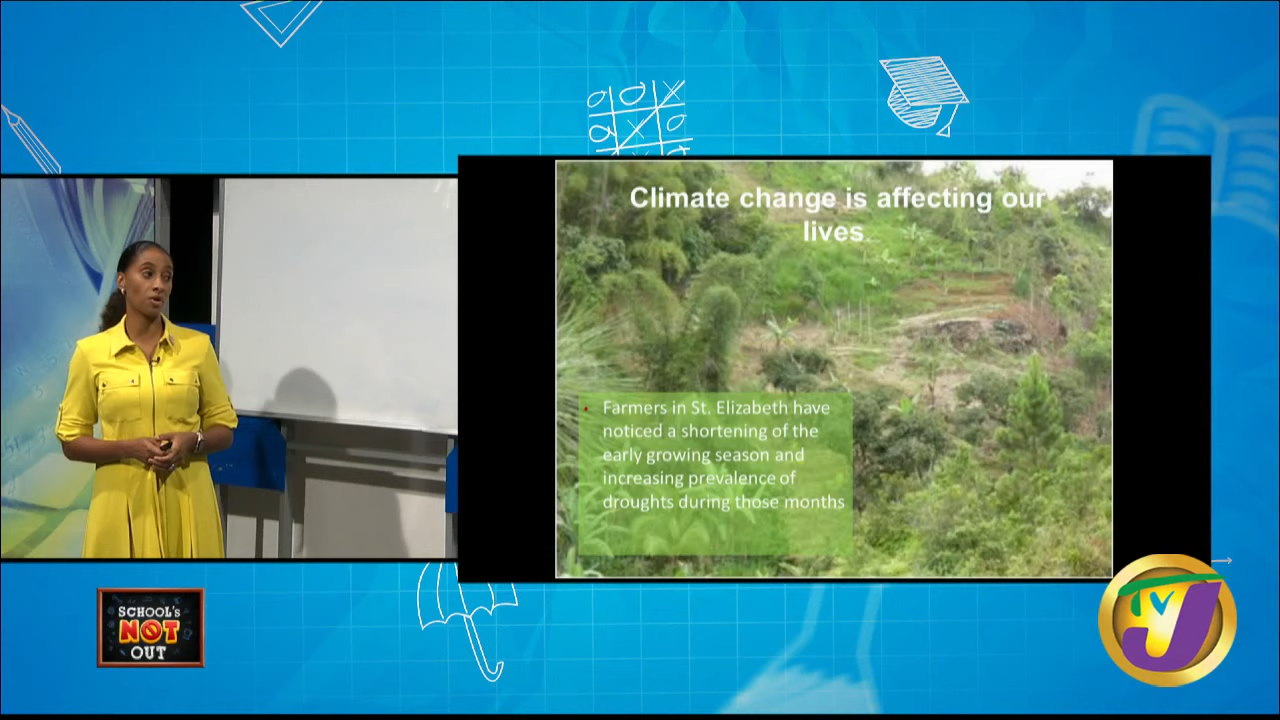 Climate change is affecting our
lives
• Farmers in St. Elizabeth have
noticed a shortening of the
early growing season and
increasing prevalence of
droughts during those months
SCHOOL'S
NOT
OUT
TVJ